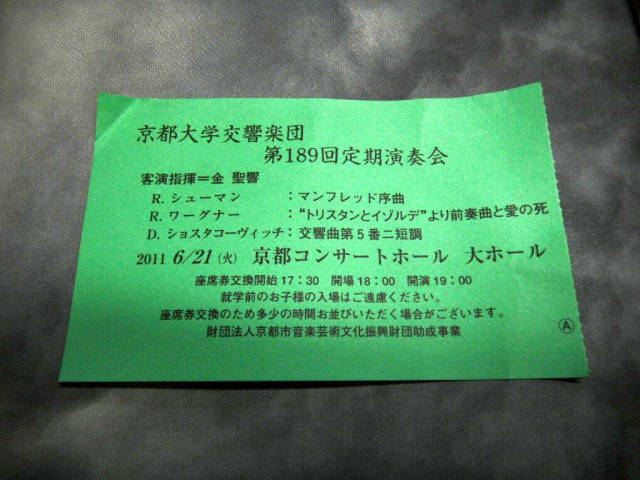 京都大学交響楽団
第189回定期演奏会
客演指揮＝金 聖響
R. シューマン ：マンフレッド序曲
R. ワーグナー ：“トリスタンとイゾルデ”より前奏曲と愛の死
D. ショスタコーヴィッチ：交響曲第5番ニ短調
2011 6/21（火） 京都コンサートホール 大ホール
座席券交換開始17：30 開場18：00 開演19：00
就学前のお子様の入場はご遠慮ください。
座席券交換のため多少の時間お並びいただく場合がございます。
財団法人京都市音楽芸術文化振興財団助成事業
Ⓐ